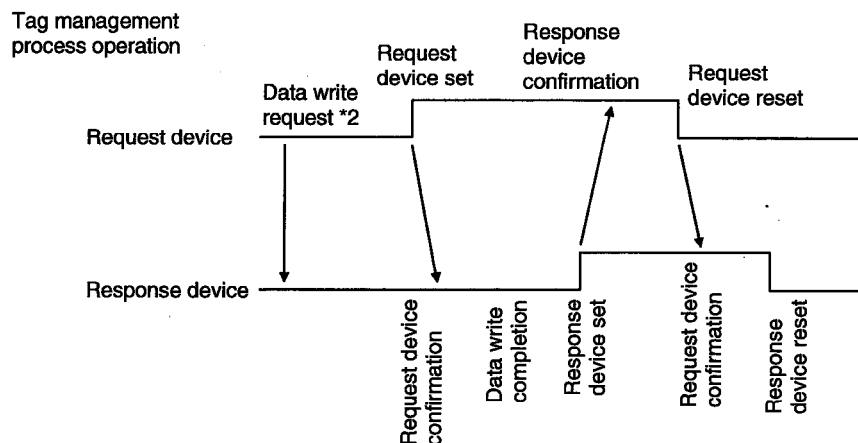 Tag management
process operation
Request
device set
Response
device
confirmation
Request
device reset
Data write
request *2
Request device
Response device
Request device
confirmation
Data write
completion
Response
device set
Request device
confirmation
Response
device reset